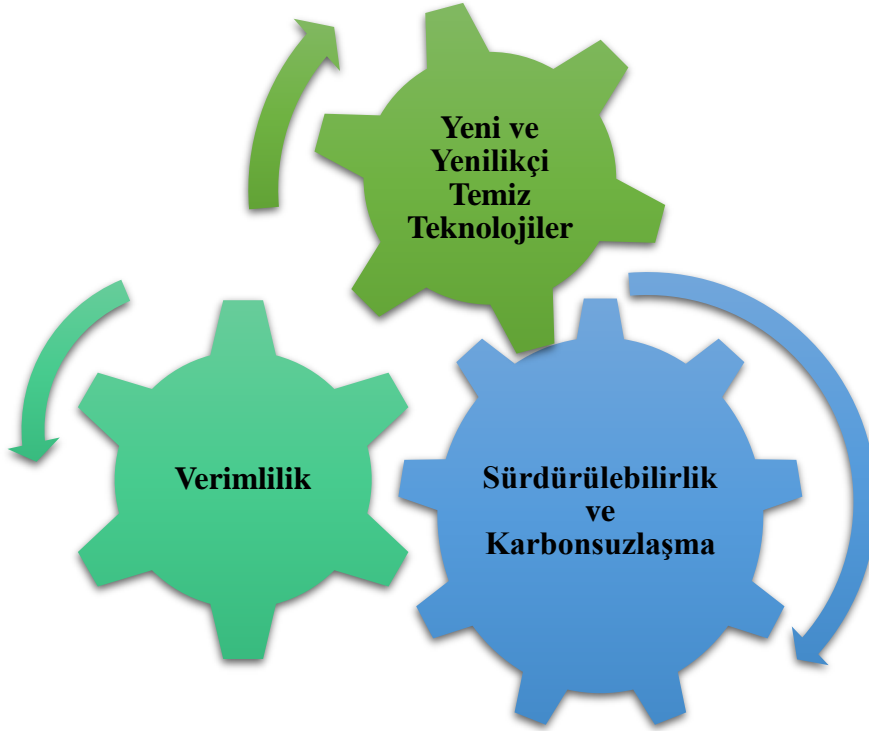 Yeni ve
Yenilikçi
Temiz
Teknolojiler
Verimlilik
Sürdürülebilirlik
ve
Karbonsuzlaşma